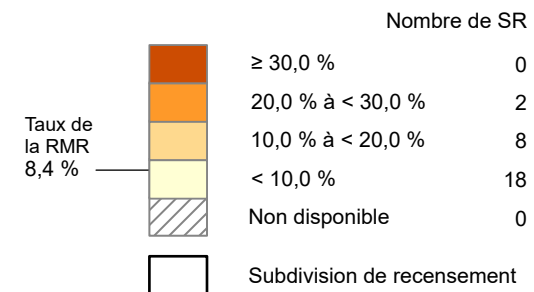 Nombre de SR
≥ 30,0 % 0
20,0 % à < 30,0 % 2
Taux de
la RMR
8,4 %
10,0 % à < 20,0 % 8
< 10,0 % 18
Non disponible 0
Subdivision de recensement